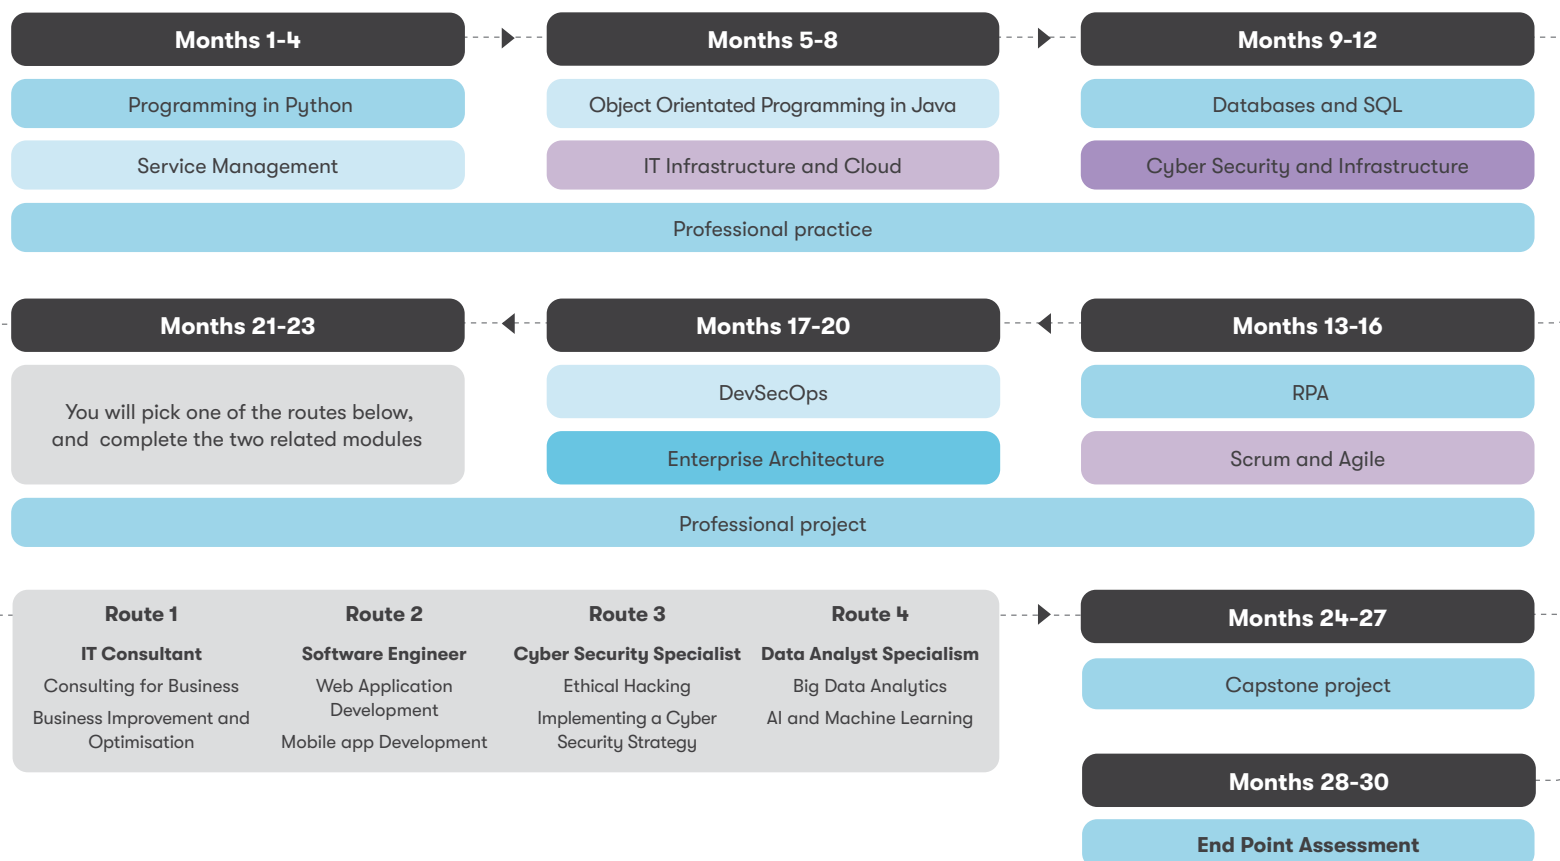 Months 1-4
Months 5-8
Months 9-12
Programming in Python
Object Orientated Programming in Java
Databases and SQL
Service Management
IT Infrastructure and Cloud
Cyber Security and Infrastructure
Professional practice
Months 21-23
Months 17-20
Months 13-16
You will pick one of the routes below,
and complete the two related modules
DevSecOps
RPA
Enterprise Architecture
Scrum and Agile
Professional project
Route 1
IT Consultant
Consulting for Business
Business Improvement and
Optimisation
Route 2
Software Engineer
Web Application
Development
Mobile app Development
Route 3
Cyber Security Specialist
Ethical Hacking
Implementing a Cyber
Security Strategy
Route 4
Data Analyst Specialism
Big Data Analytics
AI and Machine Learning
Months 24-27
Capstone project
Months 28-30
End Point Assessment